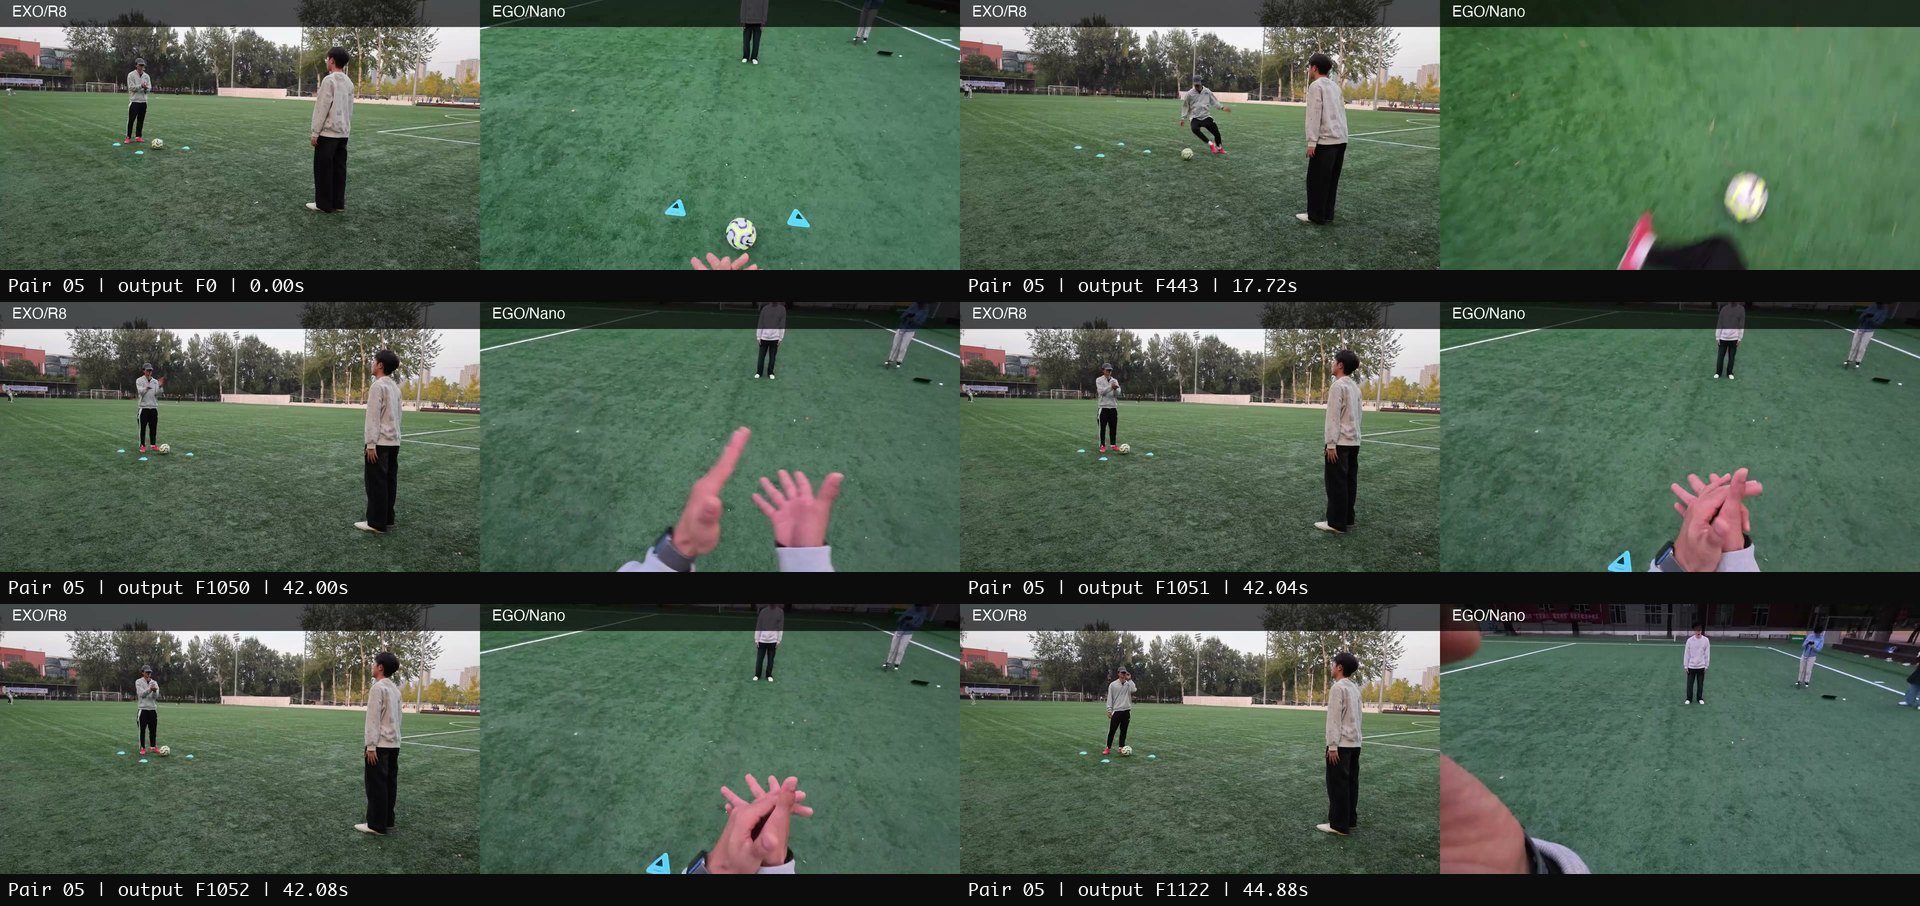 EXO/R8
EGO/Nano
EXO/R8
EGO/Nano
Pair 05 | output F0 | 0.00s
Pair 05 | output F443 | 17.72s
EXO/R8
EGO/Nano
EXO/R8
EGO/Nano
Pair 05 | output F1050 | 42.00s
Pair 05 | output F1051 | 42.04s
EXO/R8
EGO/Nano
EXO/R8
EGO/Nano
Pair 05 | output F1052 | 42.08s
Pair 05 | output F1122 | 44.88s